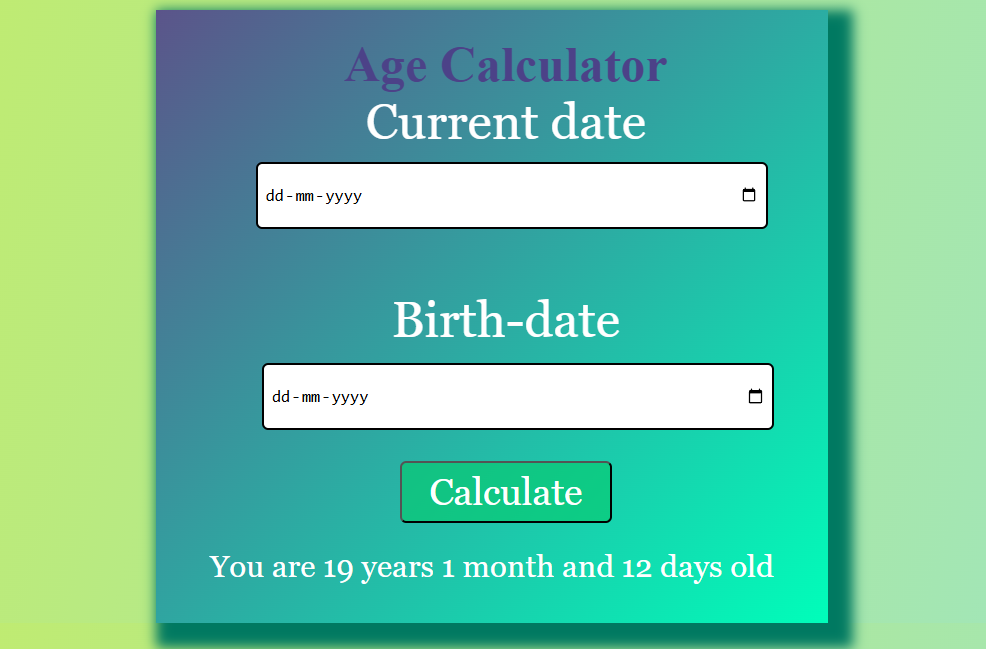 Age Calculator
Current date
dd-mm-yyyy
Birth-date
dd-mm-yyyy
Calculate
You are 19 years 1 month and 12 days old